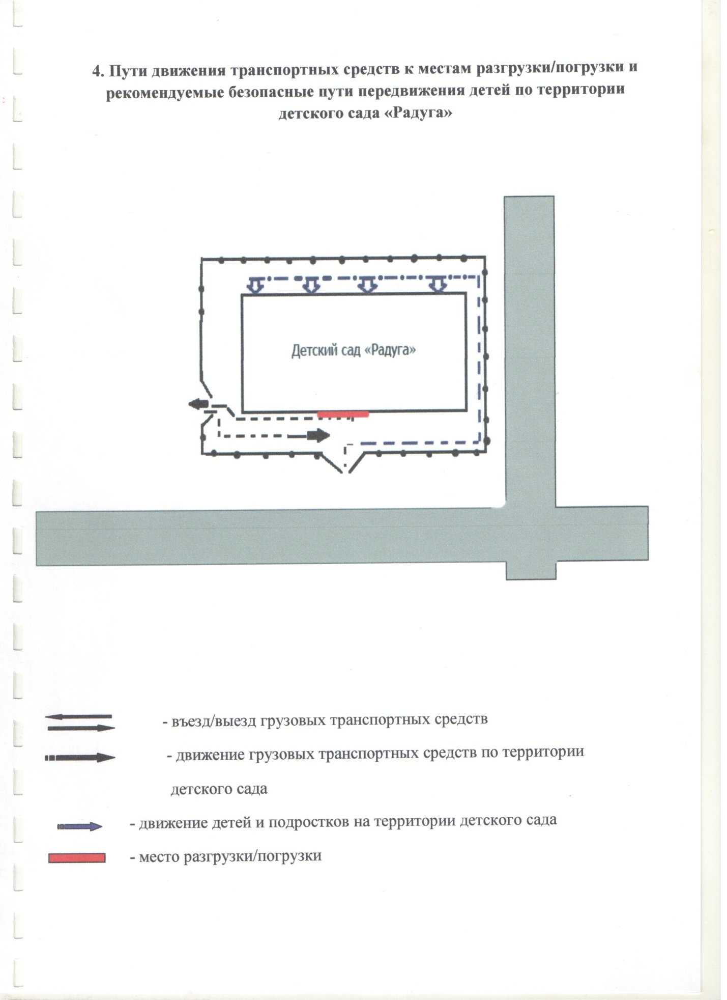 4. Пути движения транспортных средств к местам разгрузки/погрузки и
рекомендуемые безопасные пути передвижения детей по территории
детского сада «Радуга»
Детский сад «Радуга»
- въезд/выезд грузовых транспортных средств
- движение грузовых транспортных средств по территории
детского сада
- движение детей и подростков на территории детского сада
- место разгрузки/погрузки